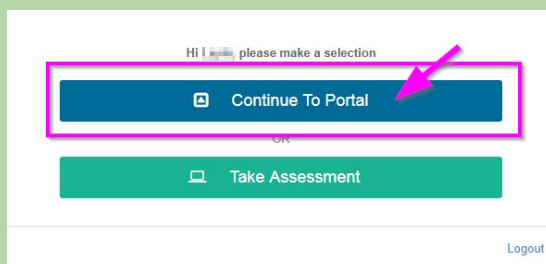 Hi please make a selection
Continue To Portal
OR
Take Assessment
Logout